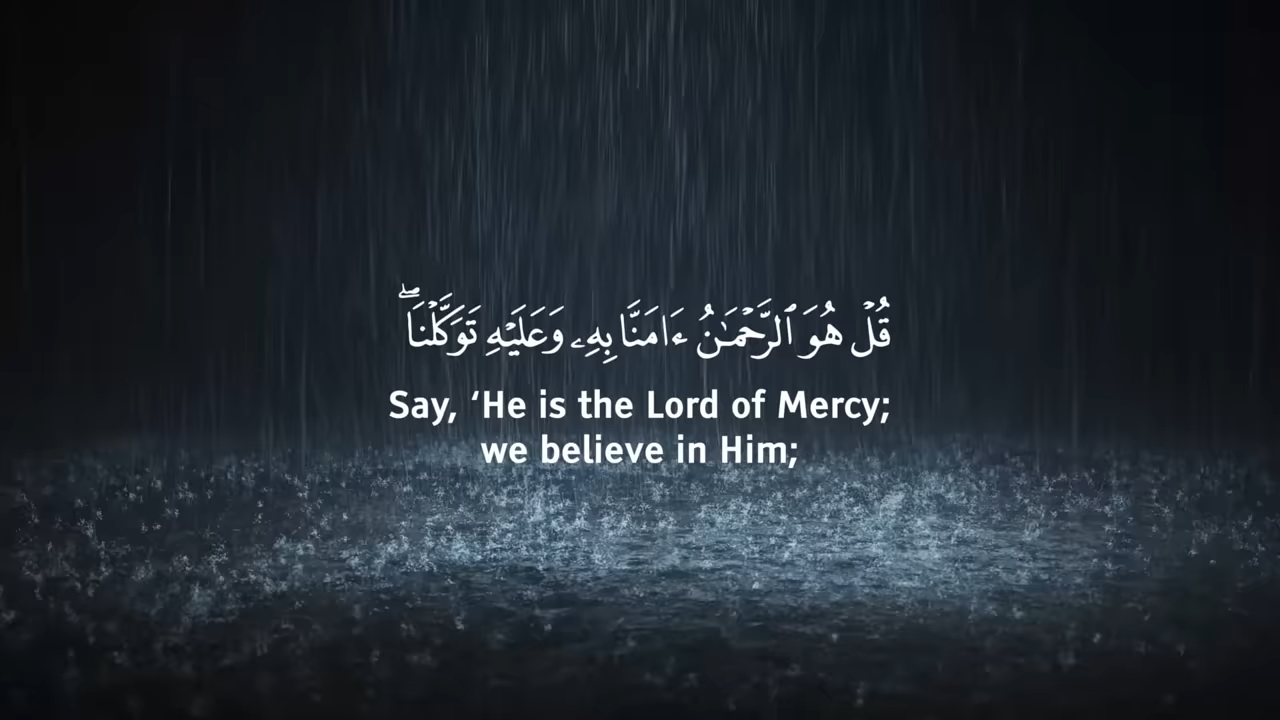 قُلۡ هُوَ ٱلرَّحۡمَـٰنُ ءَامَنَّا بِهِۦ وَعَلَيۡهِ تَوَكَّلۡنَاۖ
Say, ‘He is the Lord of Mercy;
we believe in Him;